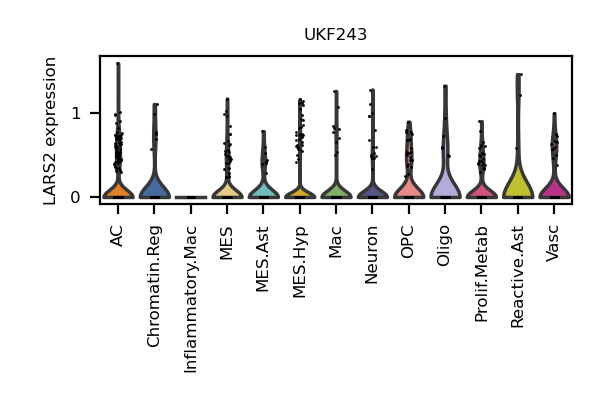 UKF243
LARS2 expression
1
0
AC
Chromatin.Reg
Inflammatory.Mac
MES
MES.Ast
MES.Hyp
Mac
Neuron
OPC
Oligo
Prolif.Metab
Reactive.Ast
Vasc